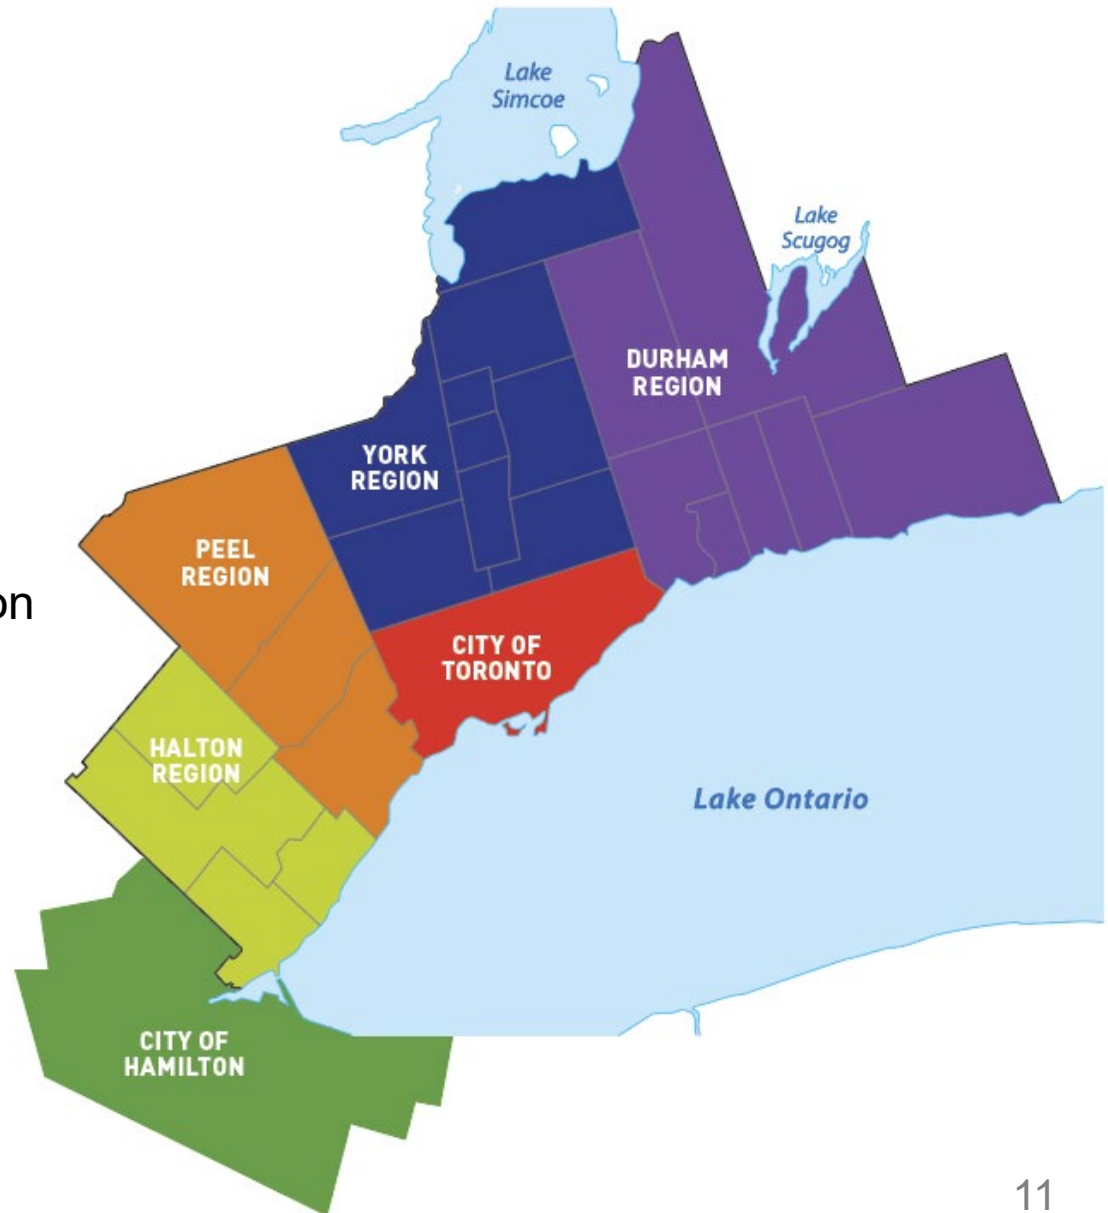 Lake
Simcoe
Lake
Scugog
DURHAM
REGION
YORK
REGION
PEEL
REGION
on
CITY OF
TORONTO
HALTON
REGION
Lake Ontario
CITY OF
HAMILTON
11